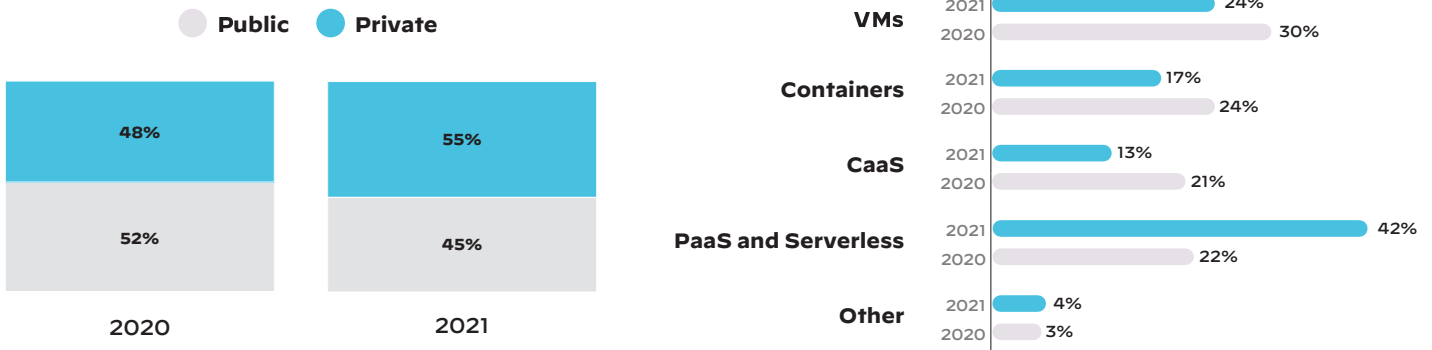 Public Private
48%
52%
2020
55%
45%
2021
VMs
2021 24%
2020 30%
Containers
2021 17%
2020 24%
CaaS
2021 13%
2020 21%
PaaS and Serverless
2021 42%
2020 22%
Other
2021 4%
2020 3%